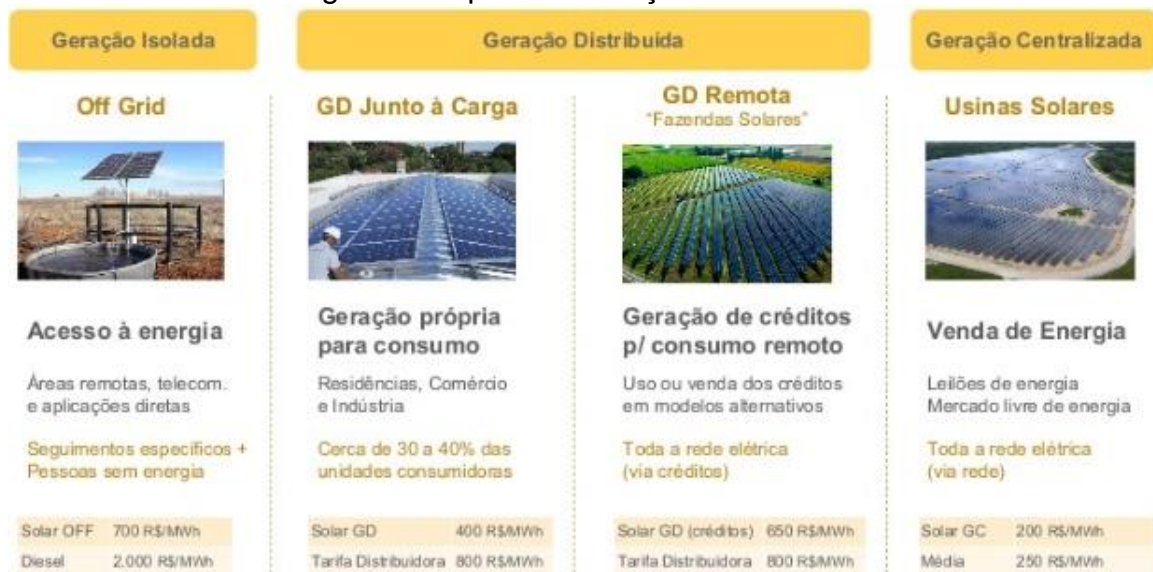 Geração Isolada
Geração Distribuída
Geração Centralizada
Off Grid
GD Junto à Carga
GD Remota
"Fazendas Solares"
Usinas Solares
Acesso à energia
Áreas remotas, telecom.
e aplicações diretas
Seguimentos específicos +
Pessoas sem energia
Solar OFF 700 R$/MWh
Diesel 2.000 R$/MWh
Geração própria
para consumo
Residências, Comércio
e Indústria
Cerca de 30 a 40% das
unidades consumidoras
Solar GD 400 R$/MWh
Tarifa Distribuidora 800 R$/MWh
Geração de créditos
p/ consumo remoto
Uso ou venda dos créditos
em modelos alternativos
Toda a rede elétrica
(via créditos)
Solar GD (créditos) 650 R$/MWh
Tarifa Distribuidora 800 R$/MWh
Venda de Energia
Leilões de energia
Mercado livre de energia
Toda a rede elétrica
(via rede)
Solar GC 200 R$/MWh
Média 250 R$/MWh